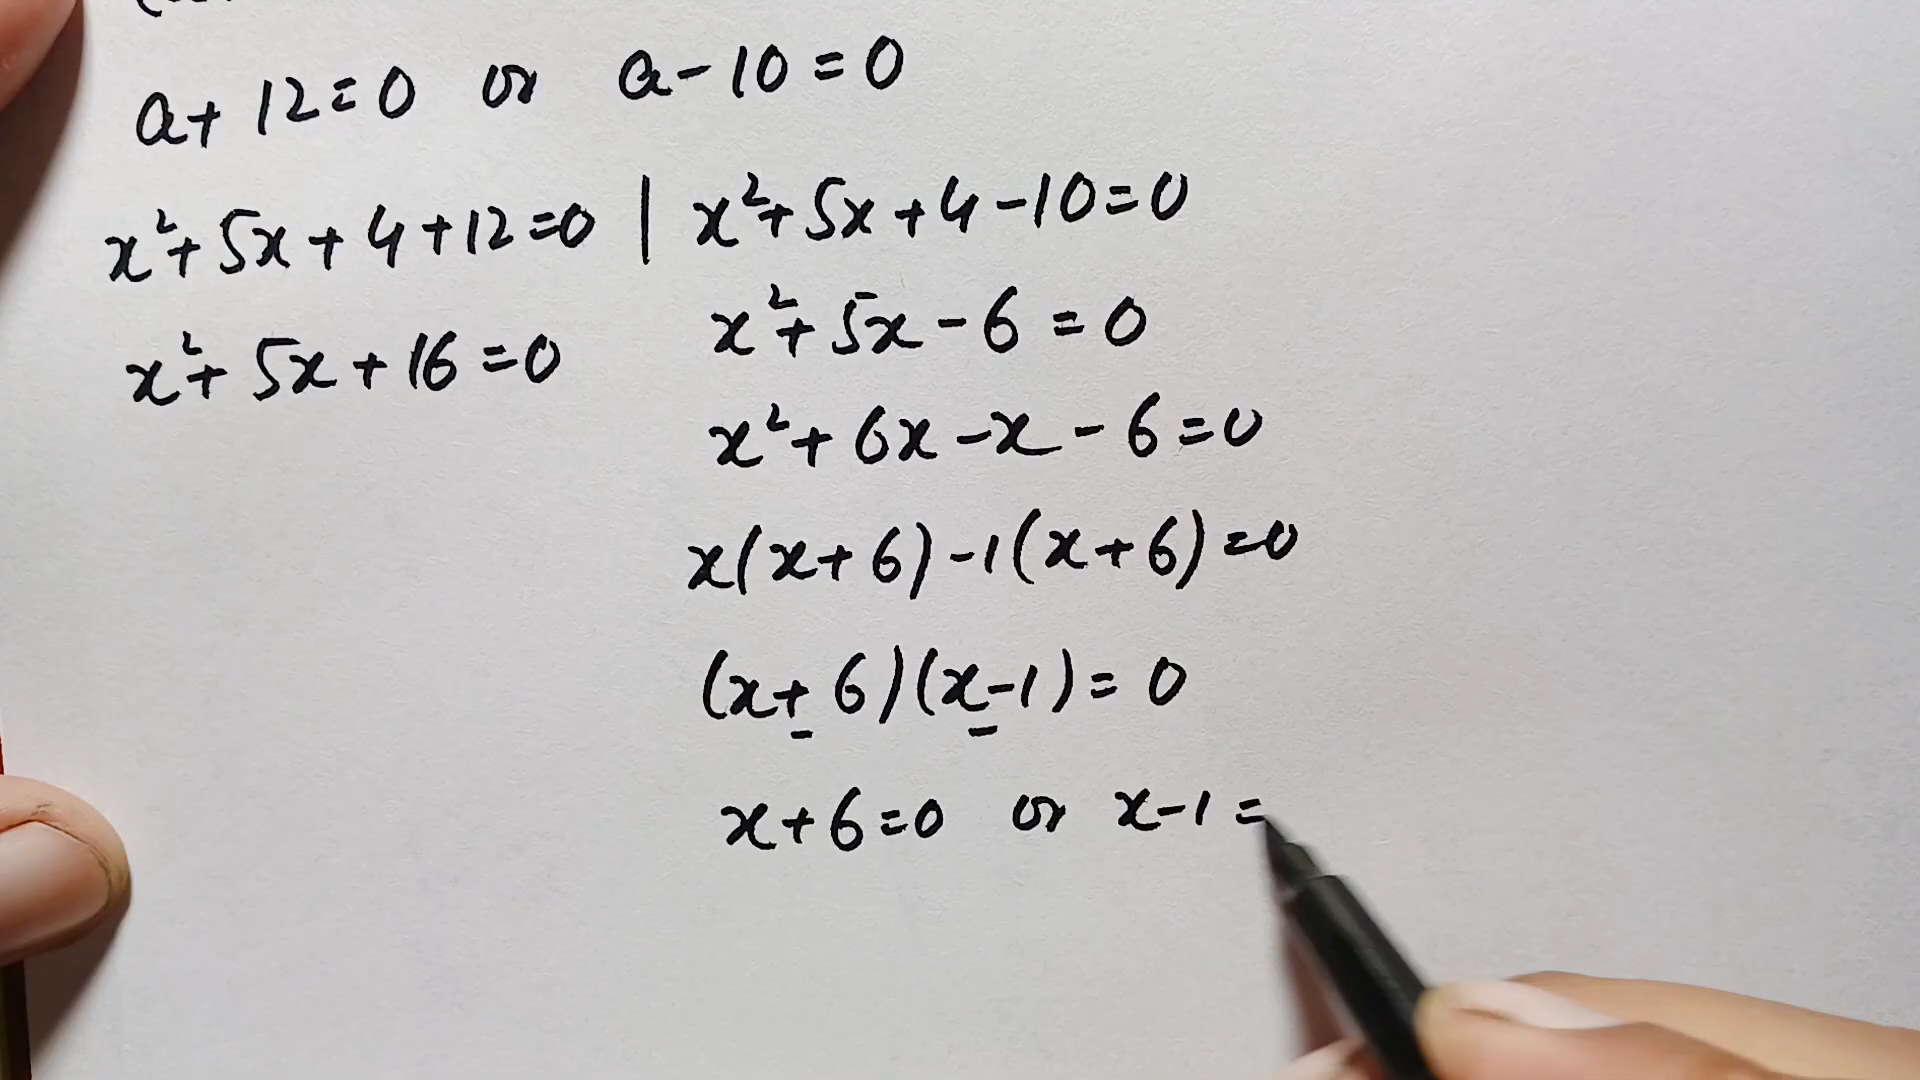 a+12=0 or a-10=0
x²+5x+4+12=0 | x²+5x+4-10=0
x²+5x+16=0
x²+5x-6=0
x²+6x-x-6=0
x(x+6)-1(x+6)=0
(x+6)(x-1)=0
x+6=0 or x-1=